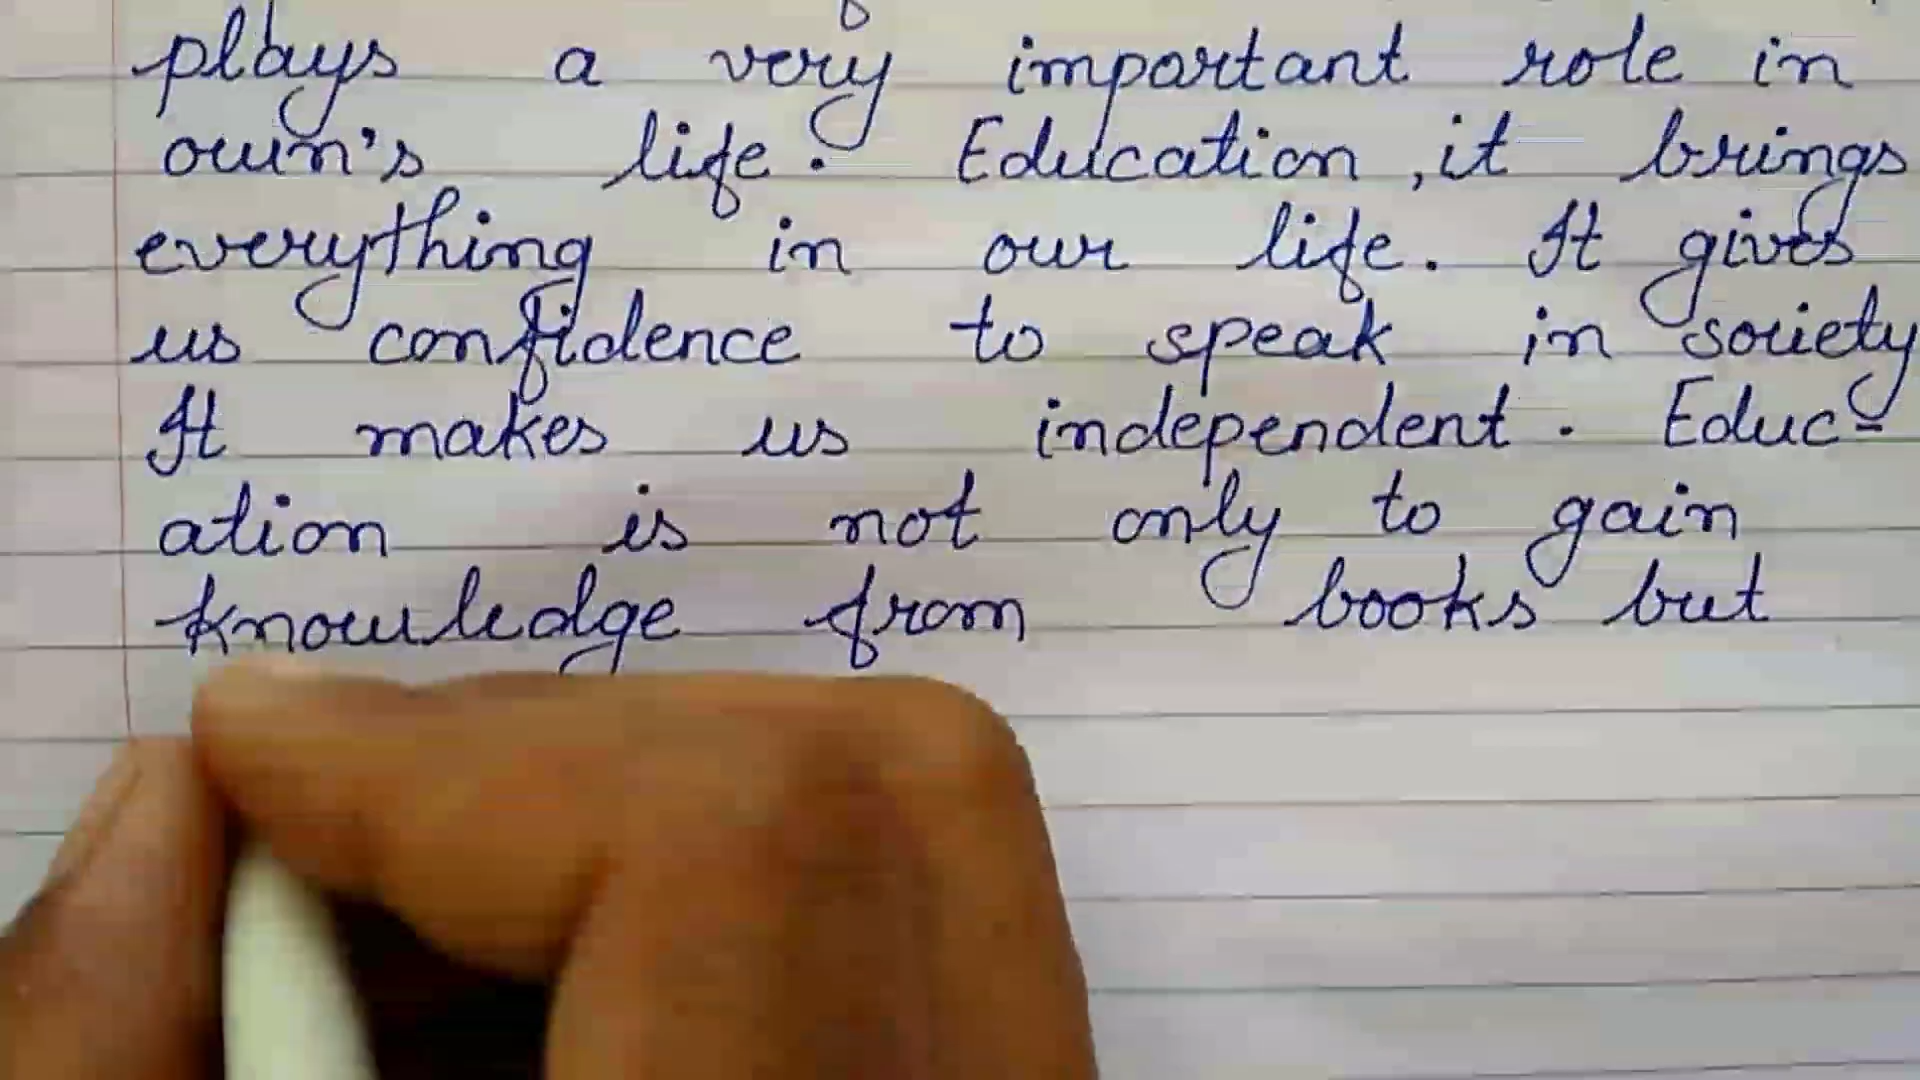 plays a very important role in
own's life. Education, it brings
everything in our life. It gives
us confidence to speak in society
It makes us independent. Educ-
ation is not only to gain
knowledge from books but